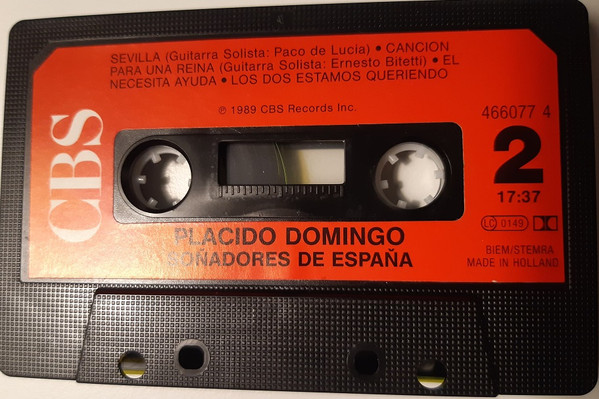 SEVILLA (Guitarra Solista: Paco de Lucia) • CANCION
PARA UNA REINA (Guitarra Solista: Ernesto Bitetti) • EL
NECESITA AYUDA • LOS DOS ESTAMOS QUERIENDO
℗ 1989 CBS Records Inc.
466077 4
CBS
2
17:37
PLACIDO DOMINGO
SOÑADORES DE ESPAÑA
LC 0149
BIEM/STEMRA
MADE IN HOLLAND